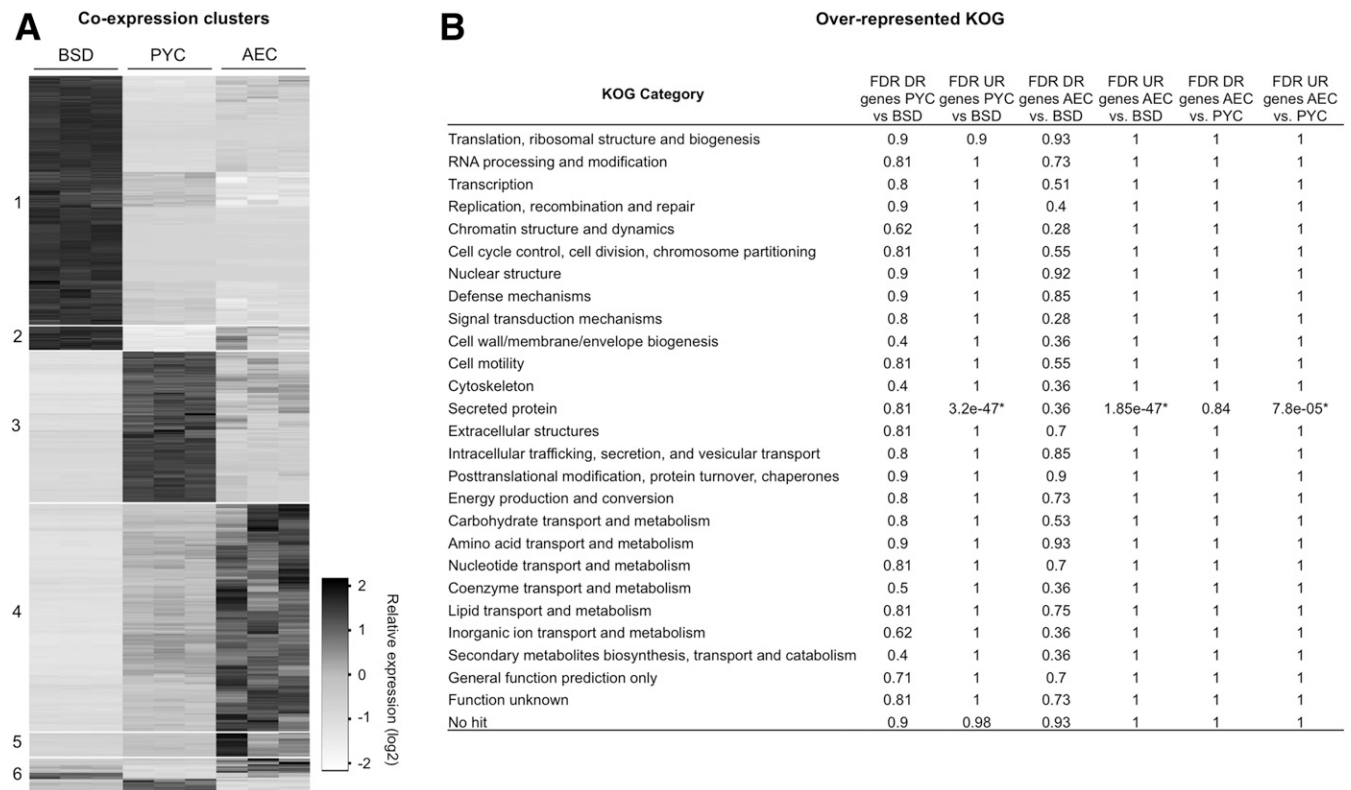 A
Co-expression clusters
BSD PYC AEC
1
2
3
4
5
6
2
1
0
-1
-2
Relative expression (log2)
B
Over-represented KOG
KOG Category
FDR DR genes PYC vs BSD
FDR UR genes PYC vs BSD
FDR DR genes AEC vs. BSD
FDR UR genes AEC vs. BSD
FDR DR genes AEC vs. PYC
FDR UR genes AEC vs. PYC
Translation, ribosomal structure and biogenesis 0.9 0.9 0.93 1 1 1
RNA processing and modification 0.81 1 0.73 1 1 1
Transcription 0.8 1 0.51 1 1 1
Replication, recombination and repair 0.9 1 0.4 1 1 1
Chromatin structure and dynamics 0.62 1 0.28 1 1 1
Cell cycle control, cell division, chromosome partitioning 0.81 1 0.55 1 1 1
Nuclear structure 0.9 1 0.92 1 1 1
Defense mechanisms 0.9 1 0.85 1 1 1
Signal transduction mechanisms 0.8 1 0.28 1 1 1
Cell wall/membrane/envelope biogenesis 0.4 1 0.36 1 1 1
Cell motility 0.81 1 0.55 1 1 1
Cytoskeleton 0.4 1 0.36 1 1 1
Secreted protein 0.81 3.2e-47* 0.36 1.85e-47* 0.84 7.8e-05*
Extracellular structures 0.81 1 0.7 1 1 1
Intracellular trafficking, secretion, and vesicular transport 0.8 1 0.85 1 1 1
Posttranslational modification, protein turnover, chaperones 0.9 1 0.9 1 1 1
Energy production and conversion 0.8 1 0.73 1 1 1
Carbohydrate transport and metabolism 0.8 1 0.53 1 1 1
Amino acid transport and metabolism 0.9 1 0.93 1 1 1
Nucleotide transport and metabolism 0.81 1 0.7 1 1 1
Coenzyme transport and metabolism 0.5 1 0.36 1 1 1
Lipid transport and metabolism 0.81 1 0.75 1 1 1
Inorganic ion transport and metabolism 0.62 1 0.36 1 1 1
Secondary metabolites biosynthesis, transport and catabolism 0.4 1 0.36 1 1 1
General function prediction only 0.71 1 0.7 1 1 1
Function unknown 0.81 1 0.73 1 1 1
No hit 0.9 0.98 0.93 1 1 1